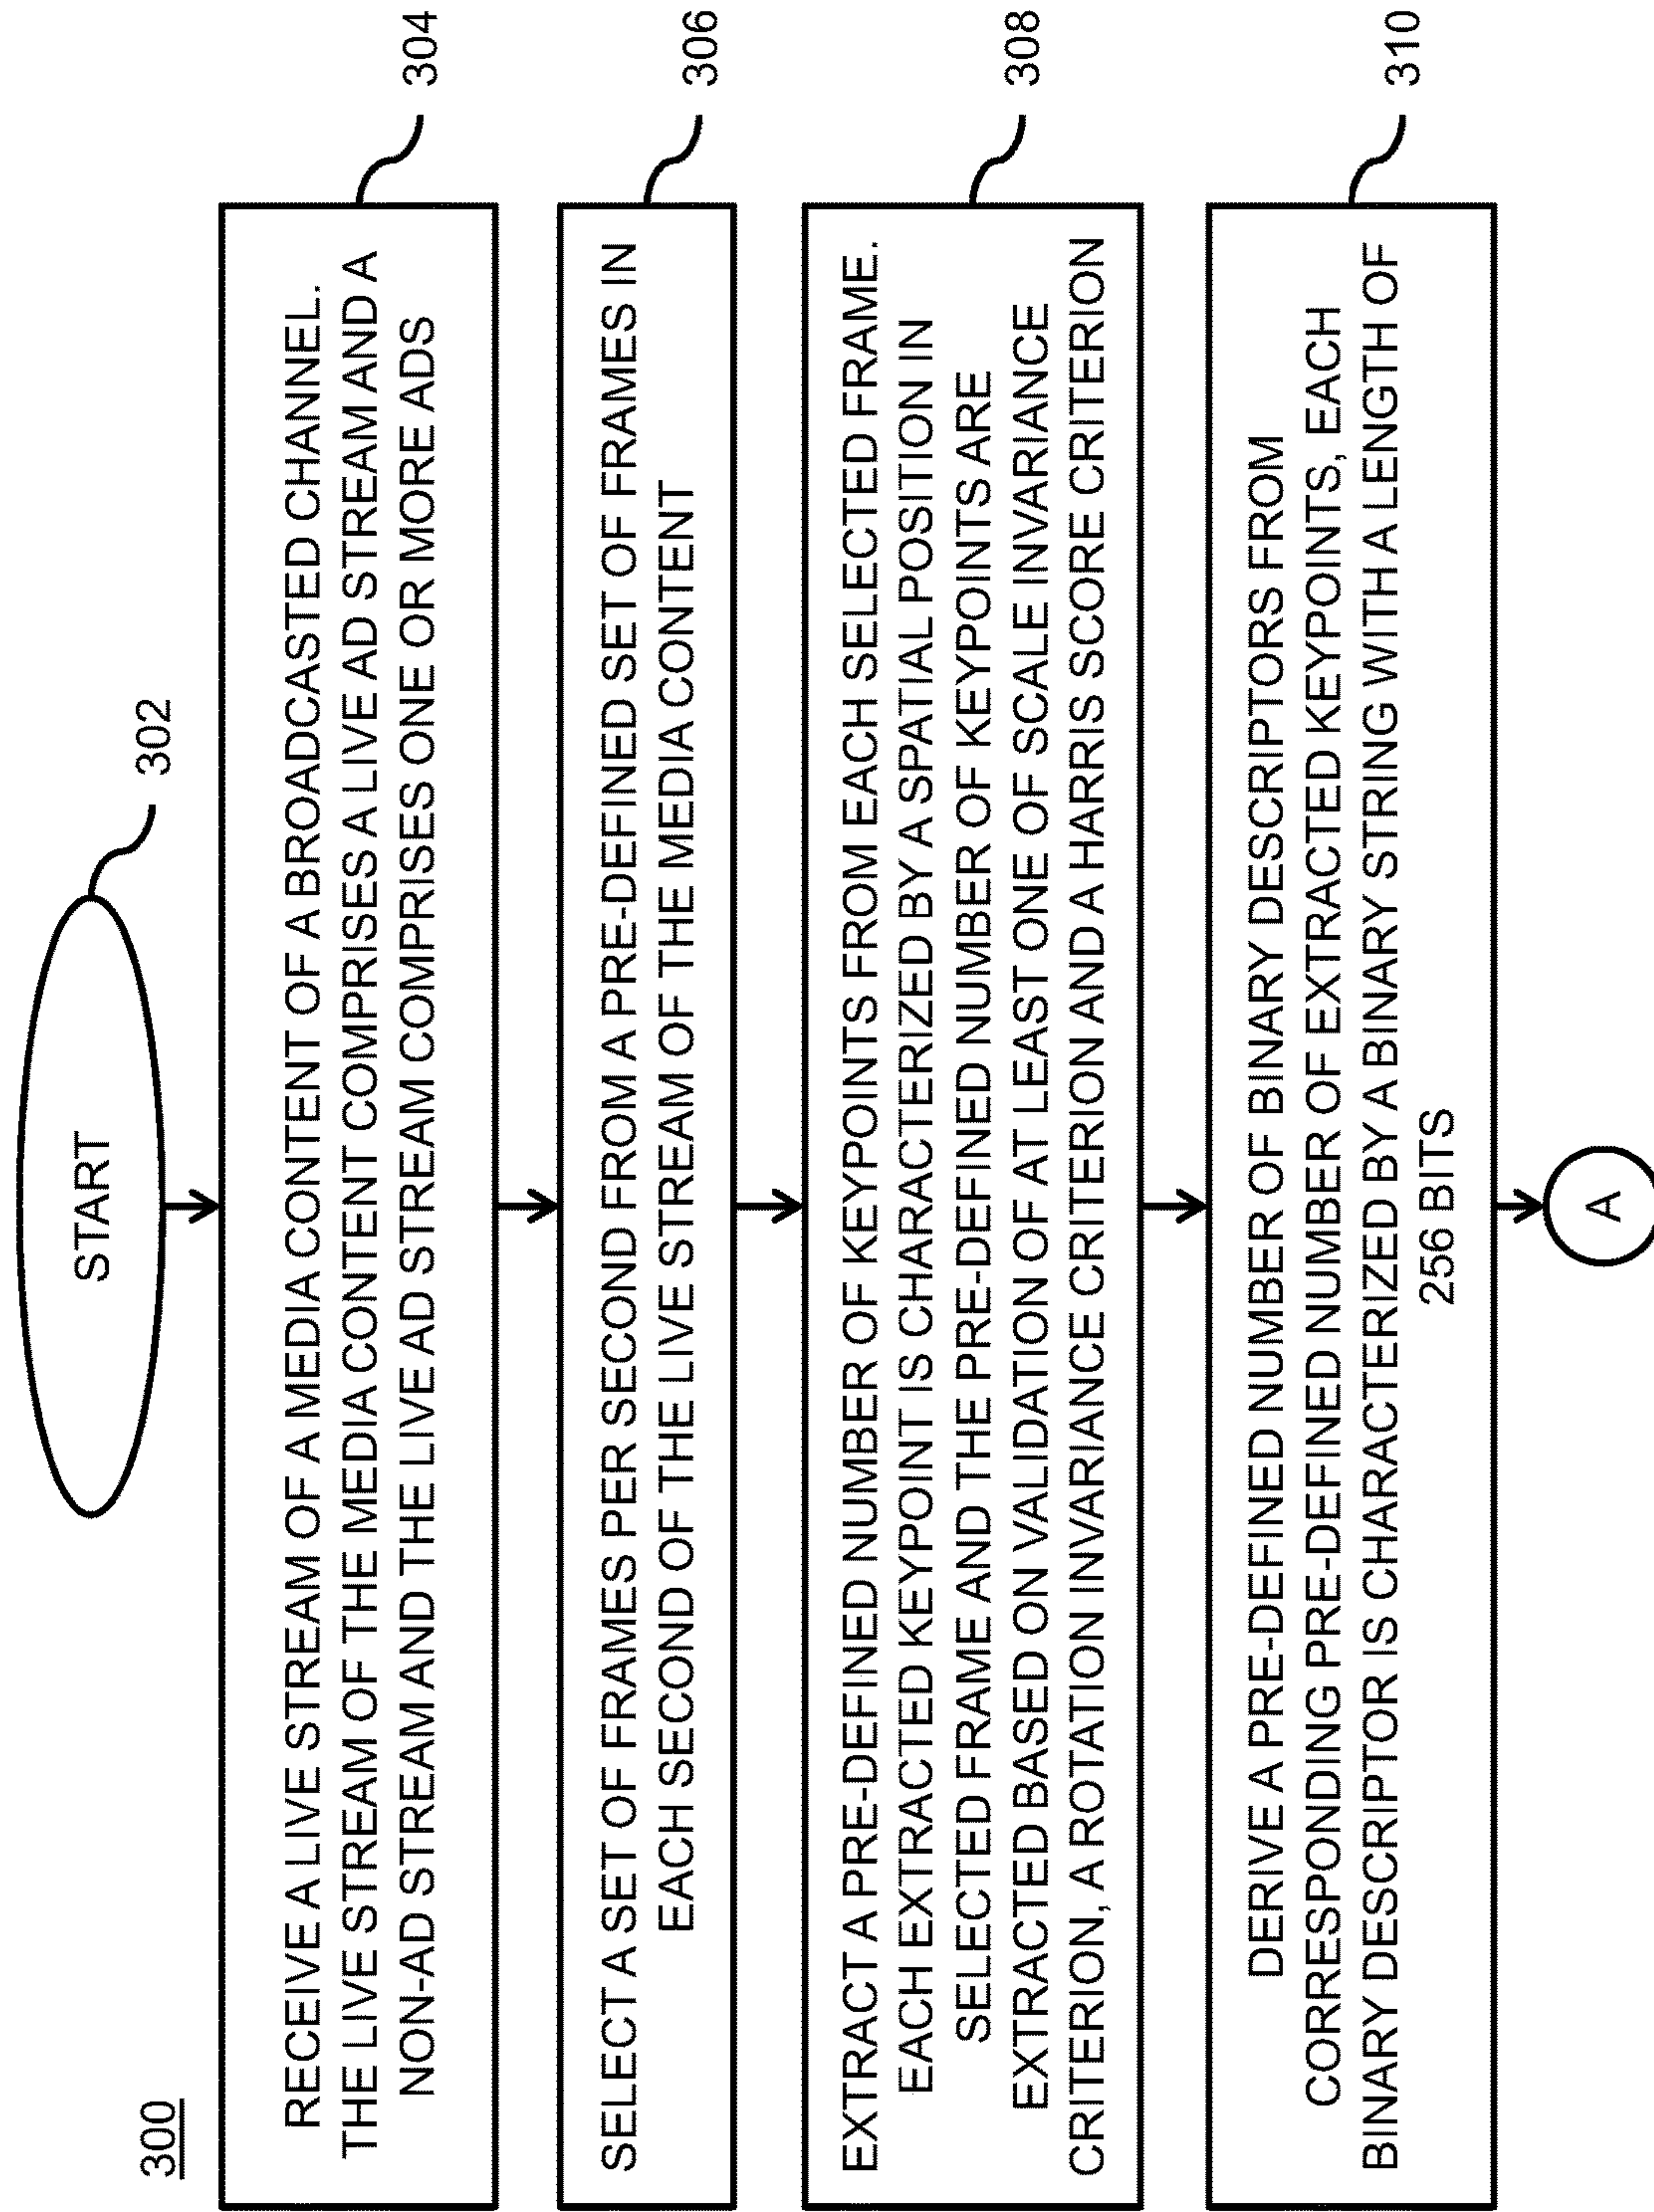 300
START
302
RECEIVE A LIVE STREAM OF A MEDIA CONTENT OF A BROADCASTED CHANNEL.
THE LIVE STREAM OF THE MEDIA CONTENT COMPRISES A LIVE AD STREAM AND A
NON-AD STREAM AND THE LIVE AD STREAM COMPRISES ONE OR MORE ADS
304
SELECT A SET OF FRAMES PER SECOND FROM A PRE-DEFINED SET OF FRAMES IN
EACH SECOND OF THE LIVE STREAM OF THE MEDIA CONTENT
306
EXTRACT A PRE-DEFINED NUMBER OF KEYPOINTS FROM EACH SELECTED FRAME.
EACH EXTRACTED KEYPOINT IS CHARACTERIZED BY A SPATIAL POSITION IN
SELECTED FRAME AND THE PRE-DEFINED NUMBER OF KEYPOINTS ARE
EXTRACTED BASED ON VALIDATION OF AT LEAST ONE OF SCALE INVARIANCE
CRITERION, A ROTATION INVARIANCE CRITERION AND A HARRIS SCORE CRITERION
308
DERIVE A PRE-DEFINED NUMBER OF BINARY DESCRIPTORS FROM
CORRESPONDING PRE-DEFINED NUMBER OF EXTRACTED KEYPOINTS, EACH
BINARY DESCRIPTOR IS CHARACTERIZED BY A BINARY STRING WITH A LENGTH OF
256 BITS
310
A